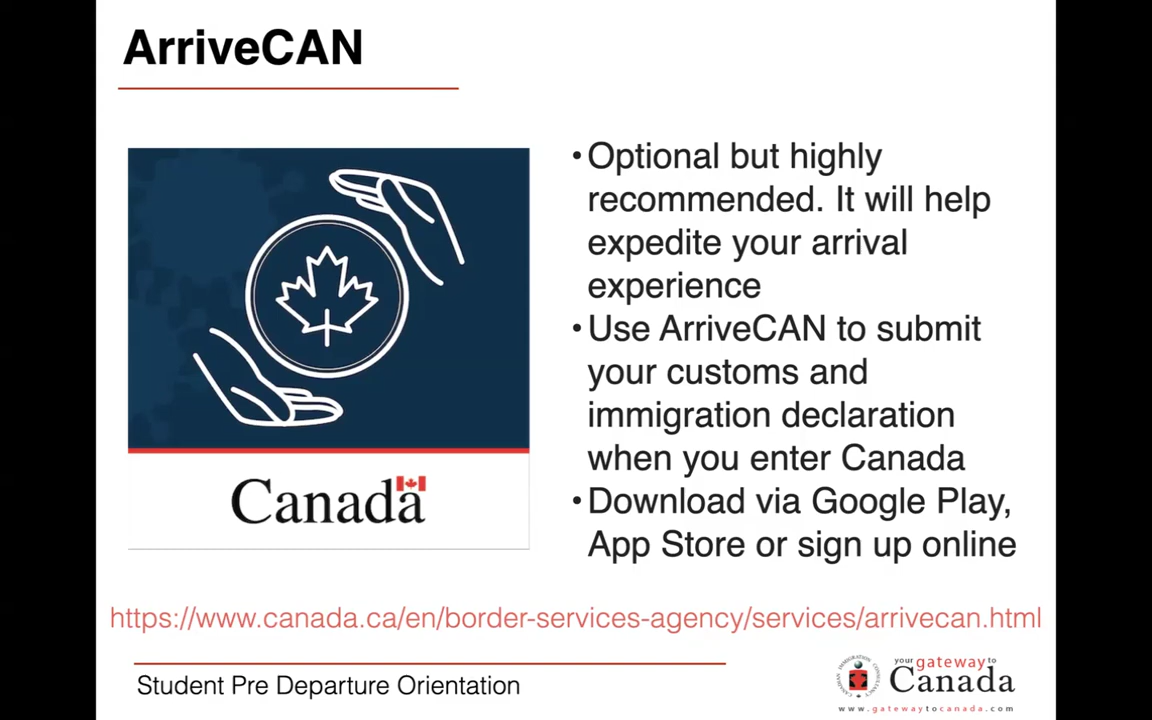 ArriveCAN
•Optional but highly
recommended. It will help
expedite your arrival
experience
•Use ArriveCAN to submit
your customs and
immigration declaration
when you enter Canada
•Download via Google Play,
App Store or sign up online
Canada
https://www.canada.ca/en/border-services-agency/services/arrivecan.html
Student Pre Departure Orientation
CANADIAN IMMIGRATION CONSULTANCY
your gateway to
Canada
www.gatewaytocanada.com